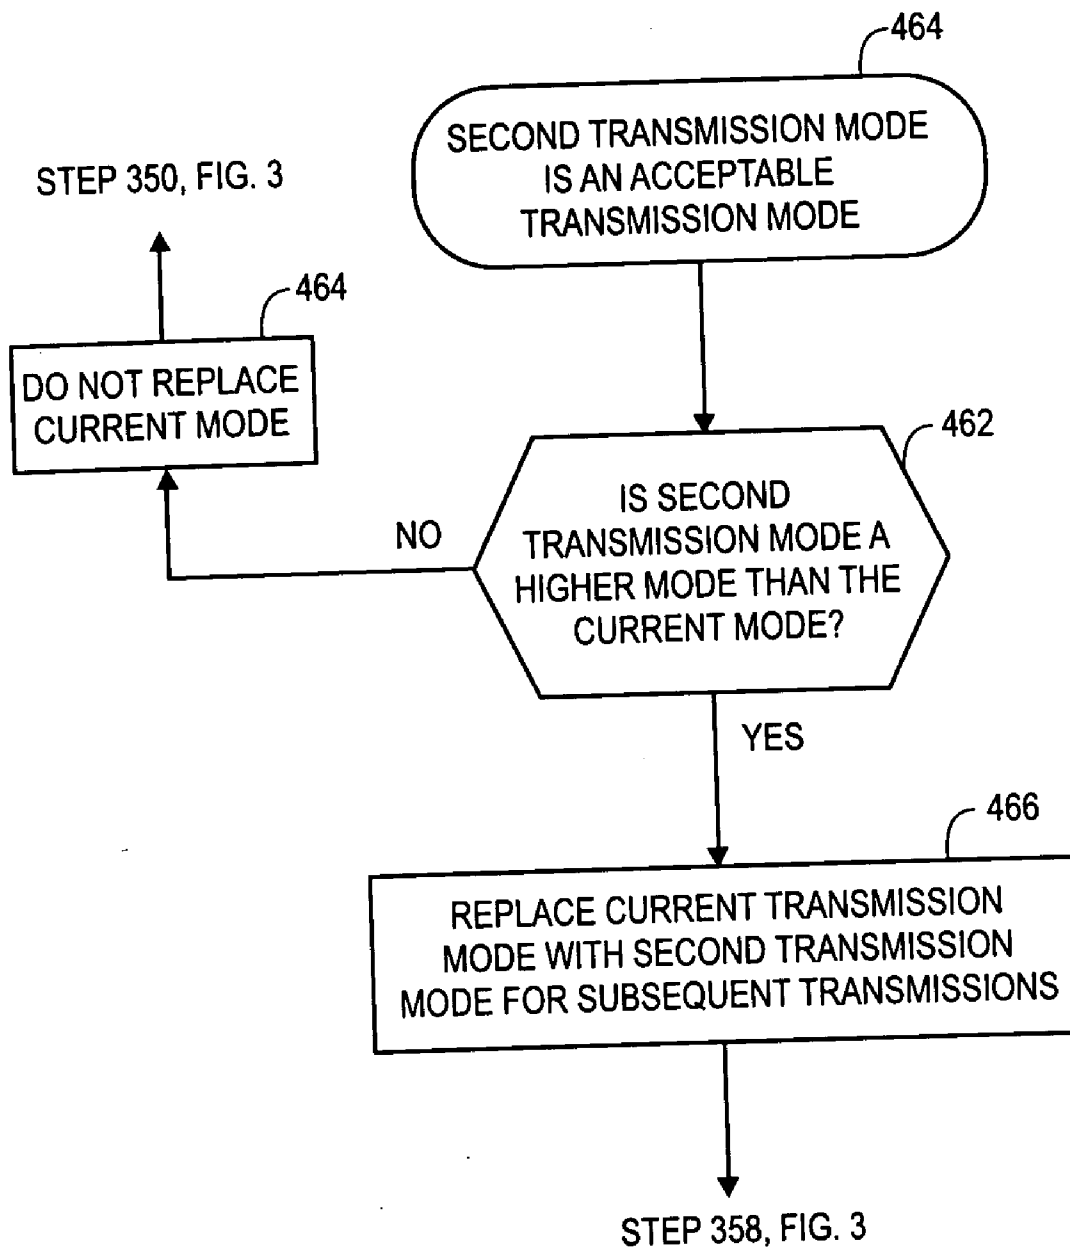 464
SECOND TRANSMISSION MODE
IS AN ACCEPTABLE
TRANSMISSION MODE
STEP 350, FIG. 3
464
DO NOT REPLACE
CURRENT MODE
462
IS SECOND
TRANSMISSION MODE A
HIGHER MODE THAN THE
CURRENT MODE?
NO
YES
466
REPLACE CURRENT TRANSMISSION
MODE WITH SECOND TRANSMISSION
MODE FOR SUBSEQUENT TRANSMISSIONS
STEP 358, FIG. 3